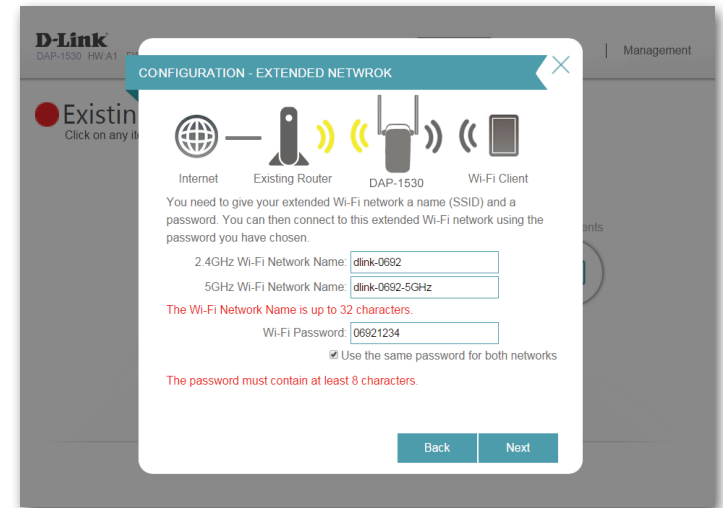 D-Link
DAP-1530 HW:A1
Management
CONFIGURATION - EXTENDED NETWROK
Existin
Click on any it
Internet
Existing Router
DAP-1530
Wi-Fi Client
You need to give your extended Wi-Fi network a name (SSID) and a
password. You can then connect to this extended Wi-Fi network using the
password you have chosen.
2.4GHz Wi-Fi Network Name: dlink-0692
5GHz Wi-Fi Network Name: dlink-0692-5GHz
The Wi-Fi Network Name is up to 32 characters.
Wi-Fi Password: 06921234
Use the same password for both networks
The password must contain at least 8 characters.
Back
Next